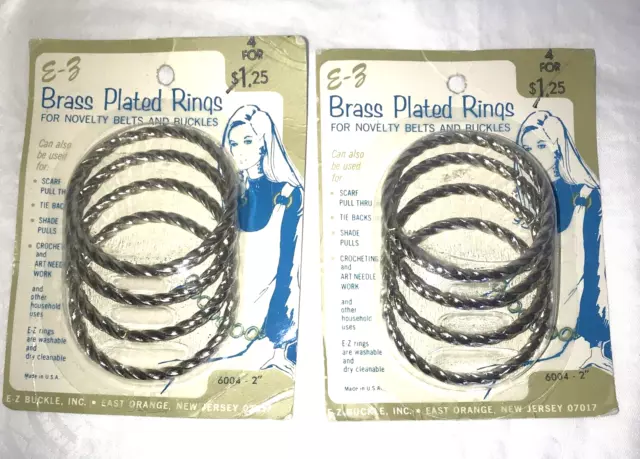 E-Z
4
FOR
$1.25
Brass Plated Rings
FOR NOVELTY BELTS AND BUCKLES
Can also
be used
for:
• SCARF
PULL THRU
• TIE BACKS
• SHADE
PULLS
• CROCHETING
and
ART NEEDLE
WORK
and
other
household
uses
E-Z rings
are washable
and
dry cleanable
Made in U.S.A.
6004 - 2"
E-Z BUCKLE, INC. • EAST ORANGE, NEW JERSEY 07017
E-Z
4
FOR
$1.25
Brass Plated Rings
FOR NOVELTY BELTS AND BUCKLES
Can also
be used
for
• SCARF
PULL THRU
• TIE BACKS
• SHADE
PULLS
• CROCHETING
and
ART NEEDLE
WORK
and
other
household
uses
E-Z rings
are washable
and
dry cleanable
Made in U.S.A.
6004 - 2"
E-Z BUCKLE, INC. • EAST ORANGE, NEW JERSEY 07017